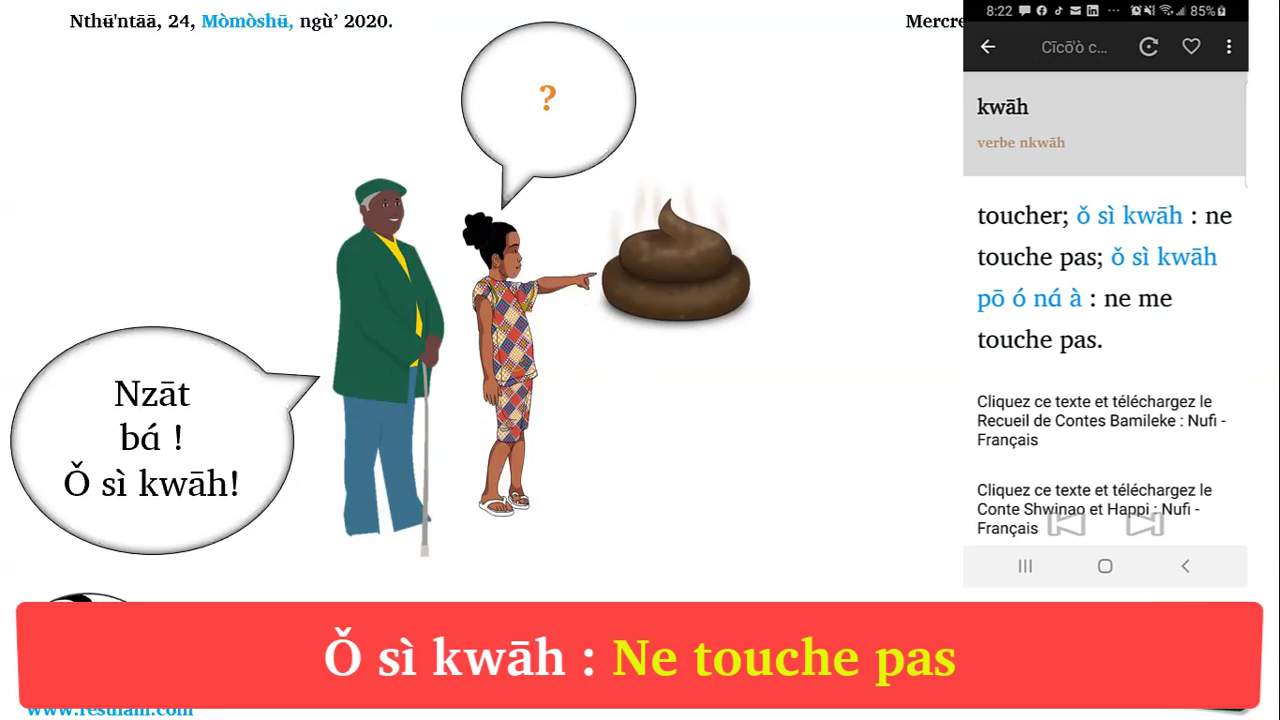 Nthʉ̄'ntāā, 24, Mòmòshʉ̄, ngù’ 2020.
Mercre
?
Nzāt
bá !
Ǒ sì kwāh!
8:22
85%
Cīcō'ò c...
kwāh
verbe nkwāh
toucher; ǒ sì kwāh : ne
touche pas; ǒ sì kwāh
pō ó ná à : ne me
touche pas.
Cliquez ce texte et téléchargez le
Recueil de Contes Bamileke : Nufi -
Français
Cliquez ce texte et téléchargez le
Conte Shwinao et Happi : Nufi -
Français
Ǒ sì kwāh : Ne touche pas
www.resulam.com